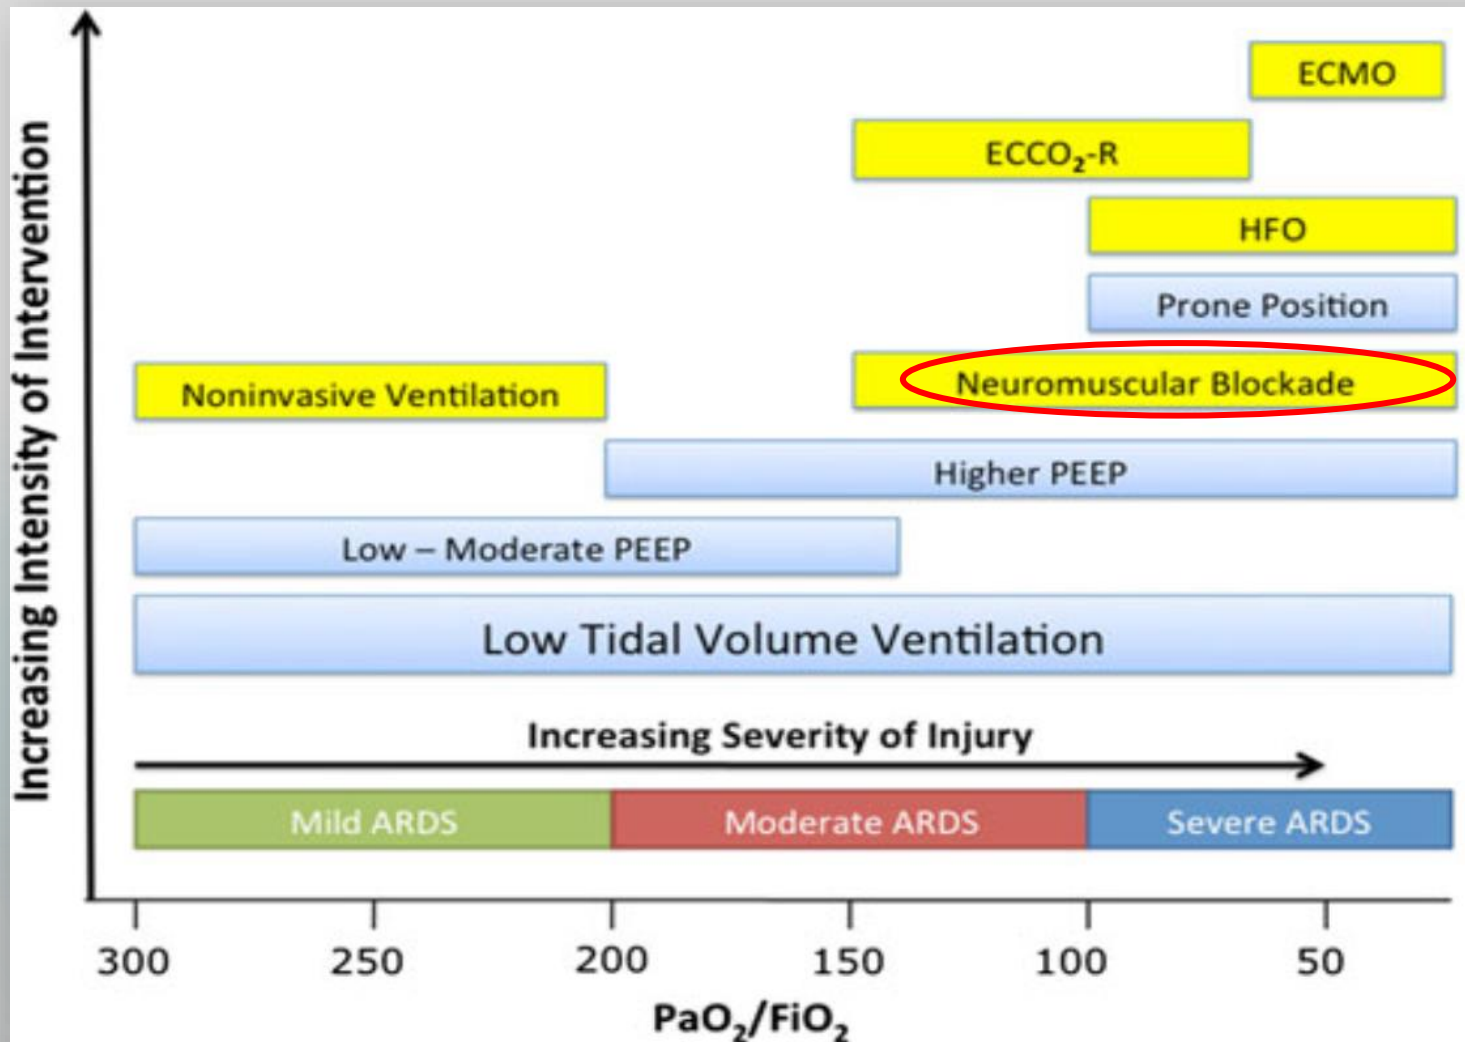 Increasing Intensity of Intervention
ECMO
ECCO₂-R
HFO
Prone Position
Noninvasive Ventilation
Neuromuscular Blockade
Higher PEEP
Low – Moderate PEEP
Low Tidal Volume Ventilation
Increasing Severity of Injury
Mild ARDS
Moderate ARDS
Severe ARDS
300
250
200
150
100
50
PaO₂/FiO₂